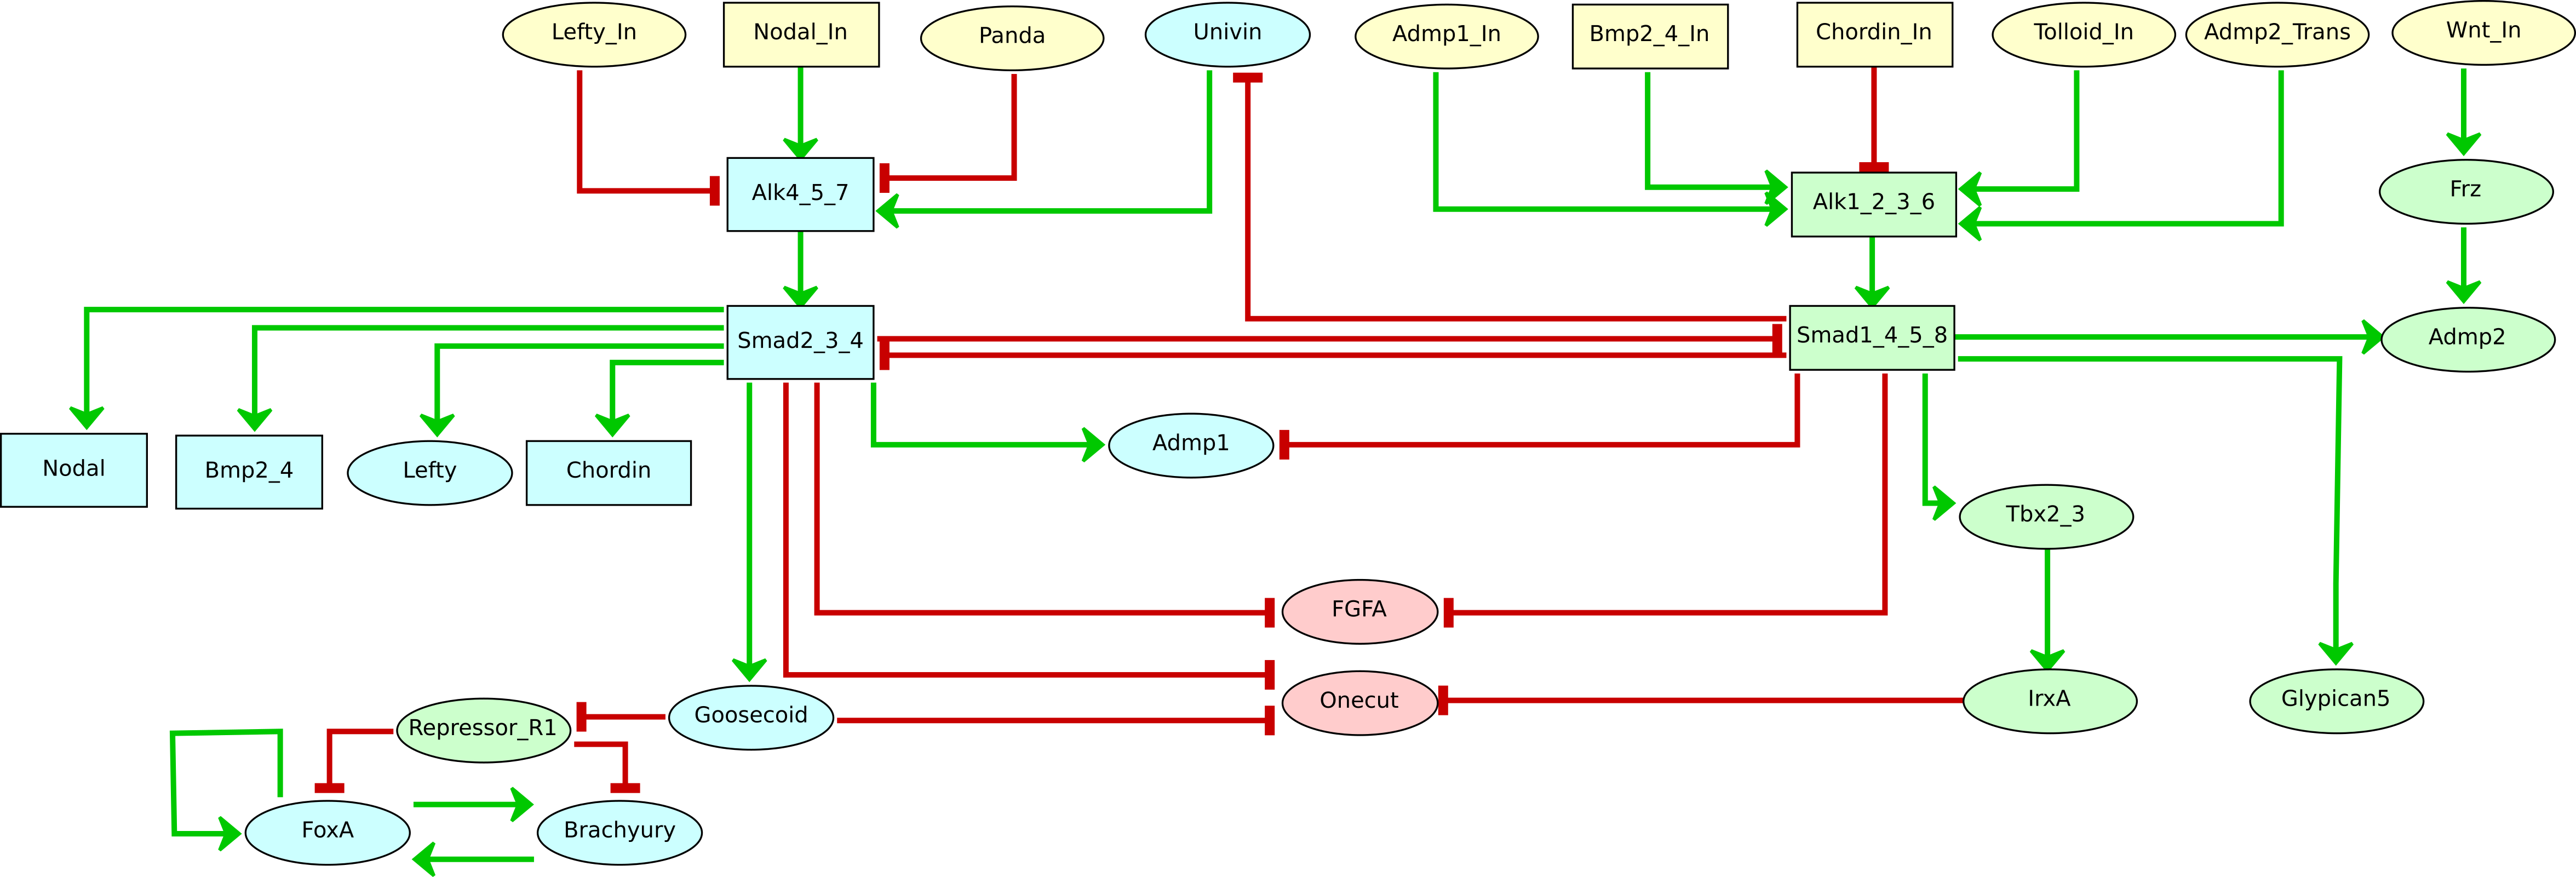 Lefty_In
Nodal_In
Panda
Univin
Admp1_In
Bmp2_4_In
Chordin_In
Tolloid_In
Admp2_Trans
Wnt_In
Alk4_5_7
Alk1_2_3_6
Frz
Smad2_3_4
Smad1_4_5_8
Admp2
Nodal
Bmp2_4
Lefty
Chordin
Admp1
Tbx2_3
FGFA
Repressor_R1
Goosecoid
Onecut
IrxA
Glypican5
FoxA
Brachyury